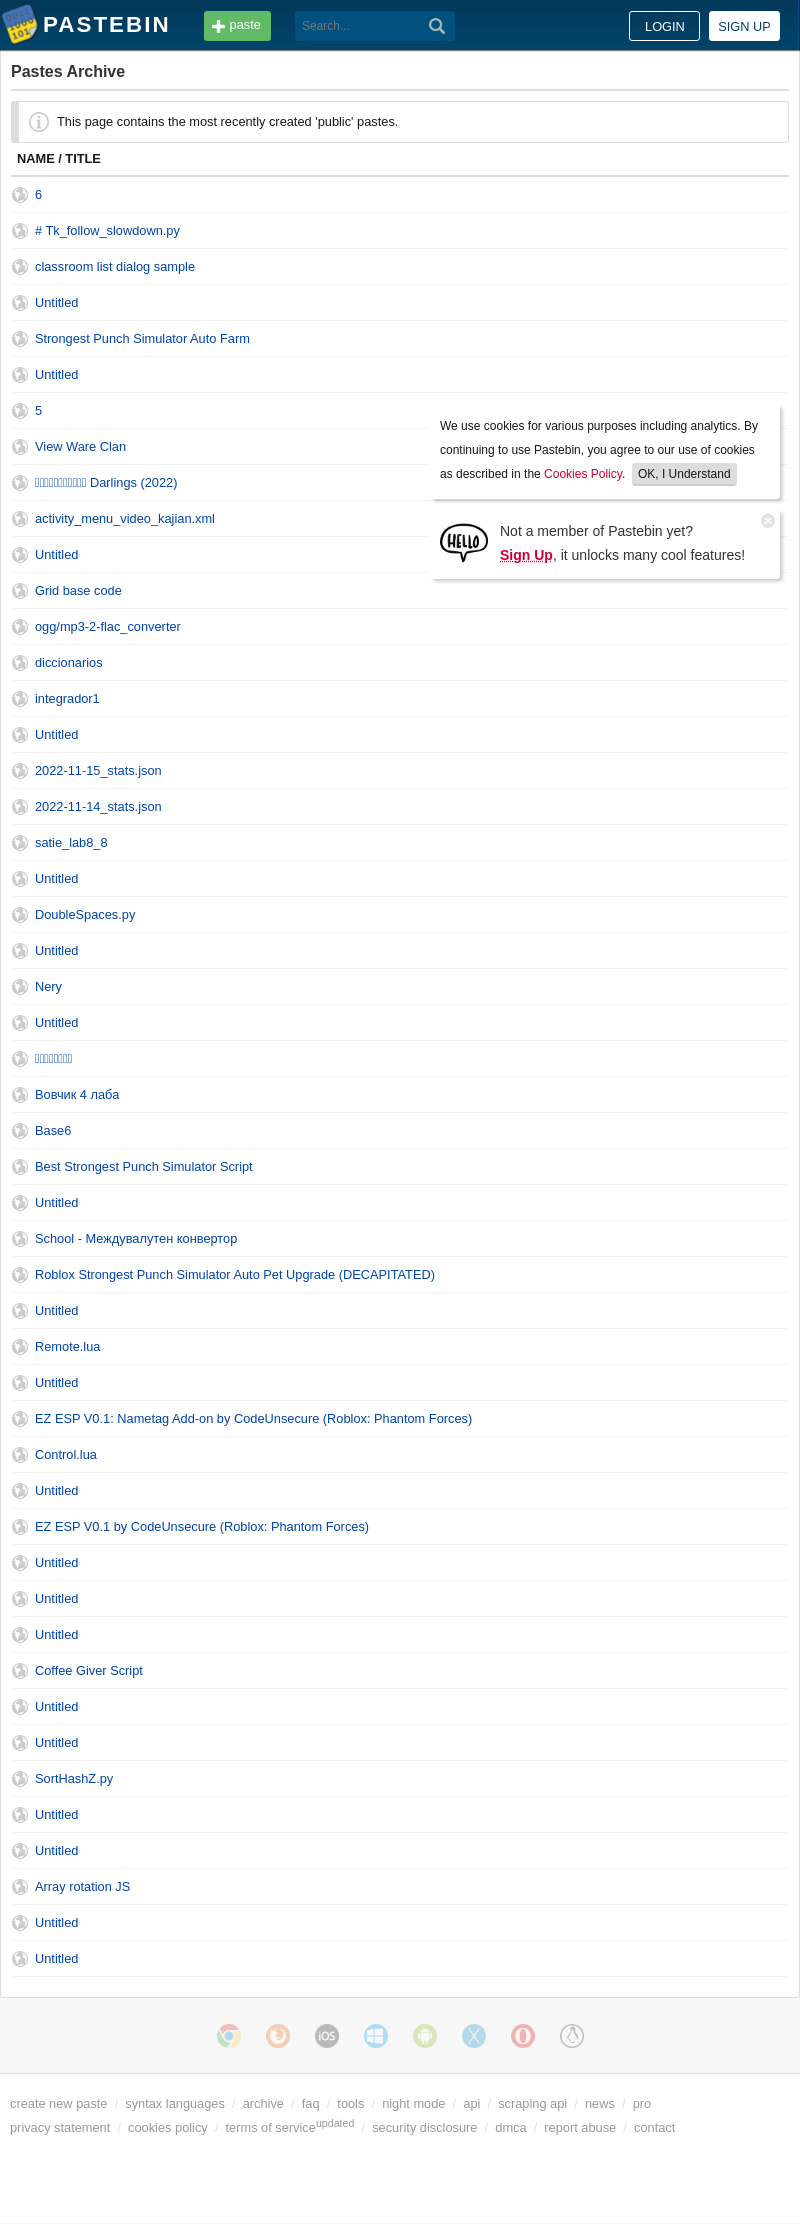 PASTEBIN
paste
Search...
LOGIN
SIGN UP
Pastes Archive
This page contains the most recently created 'public' pastes.
NAME / TITLE
6
# Tk_follow_slowdown.py
classroom list dialog sample
Untitled
Strongest Punch Simulator Auto Farm
Untitled
5
View Ware Clan
Darlings (2022)
activity_menu_video_kajian.xml
Untitled
Grid base code
ogg/mp3-2-flac_converter
diccionarios
integrador1
Untitled
2022-11-15_stats.json
2022-11-14_stats.json
satie_lab8_8
Untitled
DoubleSpaces.py
Untitled
Nery
Untitled
Вовчик 4 лаба
Base6
Best Strongest Punch Simulator Script
Untitled
School - Междувалутен конвертор
Roblox Strongest Punch Simulator Auto Pet Upgrade (DECAPITATED)
Untitled
Remote.lua
Untitled
EZ ESP V0.1: Nametag Add-on by CodeUnsecure (Roblox: Phantom Forces)
Control.lua
Untitled
EZ ESP V0.1 by CodeUnsecure (Roblox: Phantom Forces)
Untitled
Untitled
Untitled
Coffee Giver Script
Untitled
Untitled
SortHashZ.py
Untitled
Untitled
Array rotation JS
Untitled
Untitled
We use cookies for various purposes including analytics. By
continuing to use Pastebin, you agree to our use of cookies
as described in the Cookies Policy. OK, I Understand
HELLO
Not a member of Pastebin yet?
Sign Up, it unlocks many cool features!
iOS
create new paste / syntax languages / archive / faq / tools / night mode / api / scraping api / news / pro
privacy statement / cookies policy / terms of service updated / security disclosure / dmca / report abuse / contact